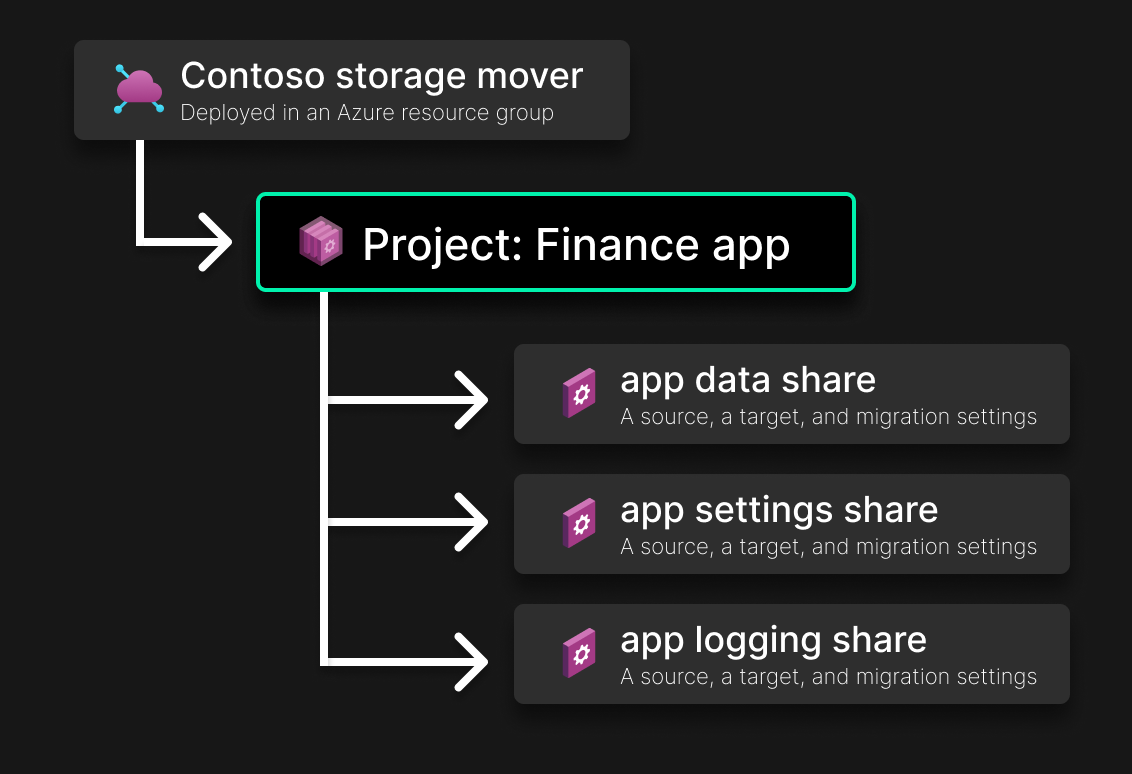 Contoso storage mover
Deployed in an Azure resource group
Project: Finance app
app data share
A source, a target, and migration settings
app settings share
A source, a target, and migration settings
app logging share
A source, a target, and migration settings